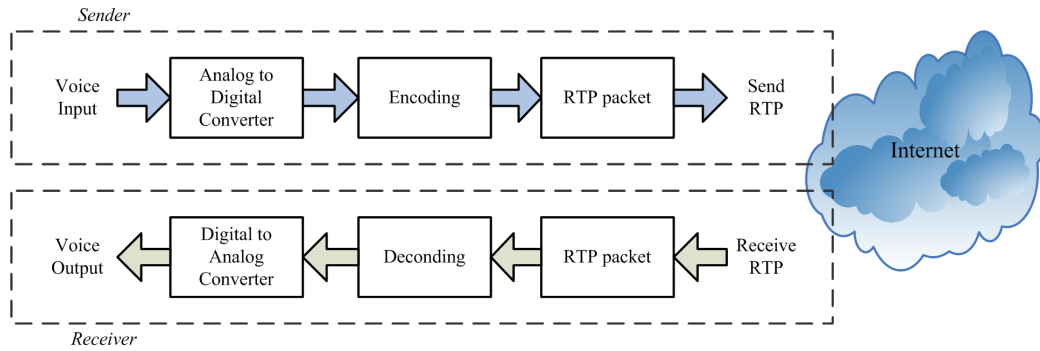 Sender
Voice
Input
Analog to
Digital
Converter
Encoding
RTP packet
Send
RTP
Internet
Voice
Output
Digital to
Analog
Converter
Deconding
RTP packet
Receive
RTP
Receiver